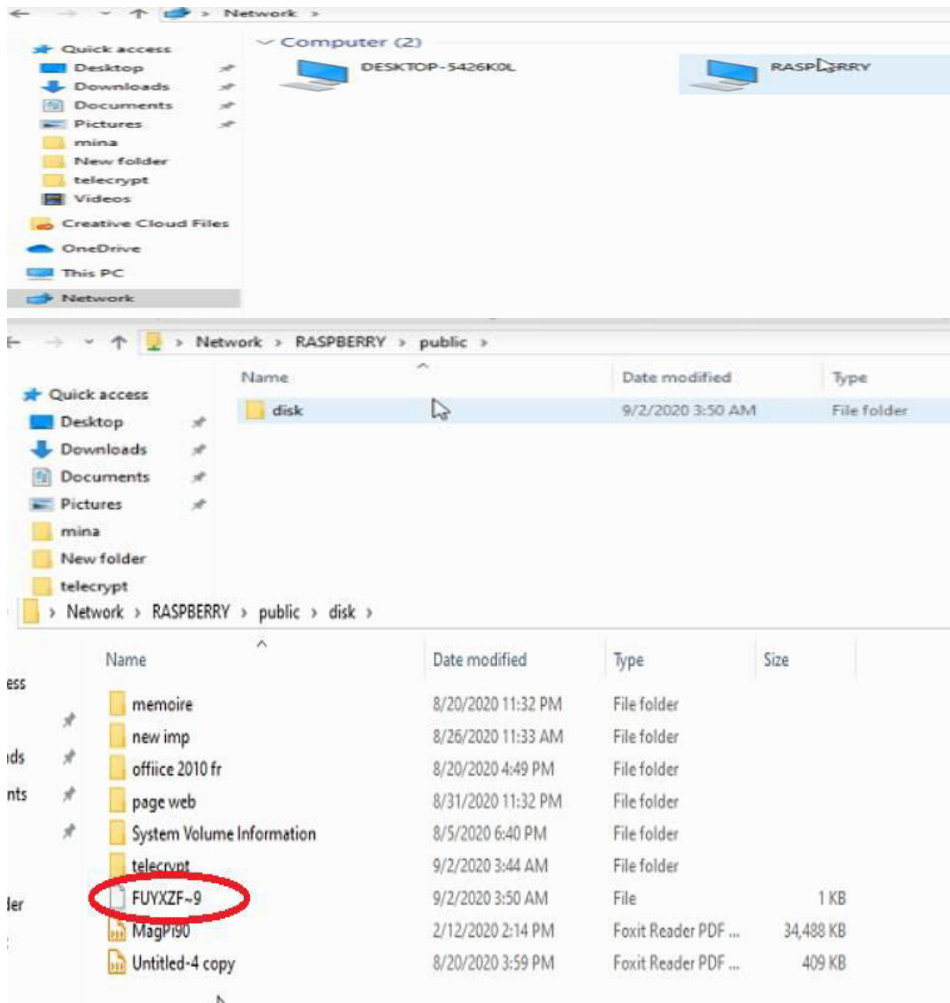 Network
Computer (2)
Quick access
DESKTOP-5426K0L
RASPBERRY
Desktop
Downloads
Documents
Pictures
mina
New folder
telecrypt
Videos
Creative Cloud Files
OneDrive
This PC
Network
Network > RASPBERRY > public >
Name Date modified Type
Quick access
disk 9/2/2020 3:50 AM File folder
Desktop
Downloads
Documents
Pictures
mina
New folder
telecrypt
> Network > RASPBERRY > public > disk >
Name Date modified Type Size
ess
memoire 8/20/2020 11:32 PM File folder
new imp 8/26/2020 11:33 AM File folder
ads
offiice 2010 fr 8/20/2020 4:49 PM File folder
nts
page web 8/31/2020 11:32 PM File folder
System Volume Information 8/5/2020 6:40 PM File folder
telecrypt 9/2/2020 3:44 AM File folder
der
FUYXZF~9 9/2/2020 3:50 AM File 1 KB
MagPi90 2/12/2020 2:14 PM Foxit Reader PDF ... 34,488 KB
Untitled-4 copy 8/20/2020 3:59 PM Foxit Reader PDF ... 409 KB